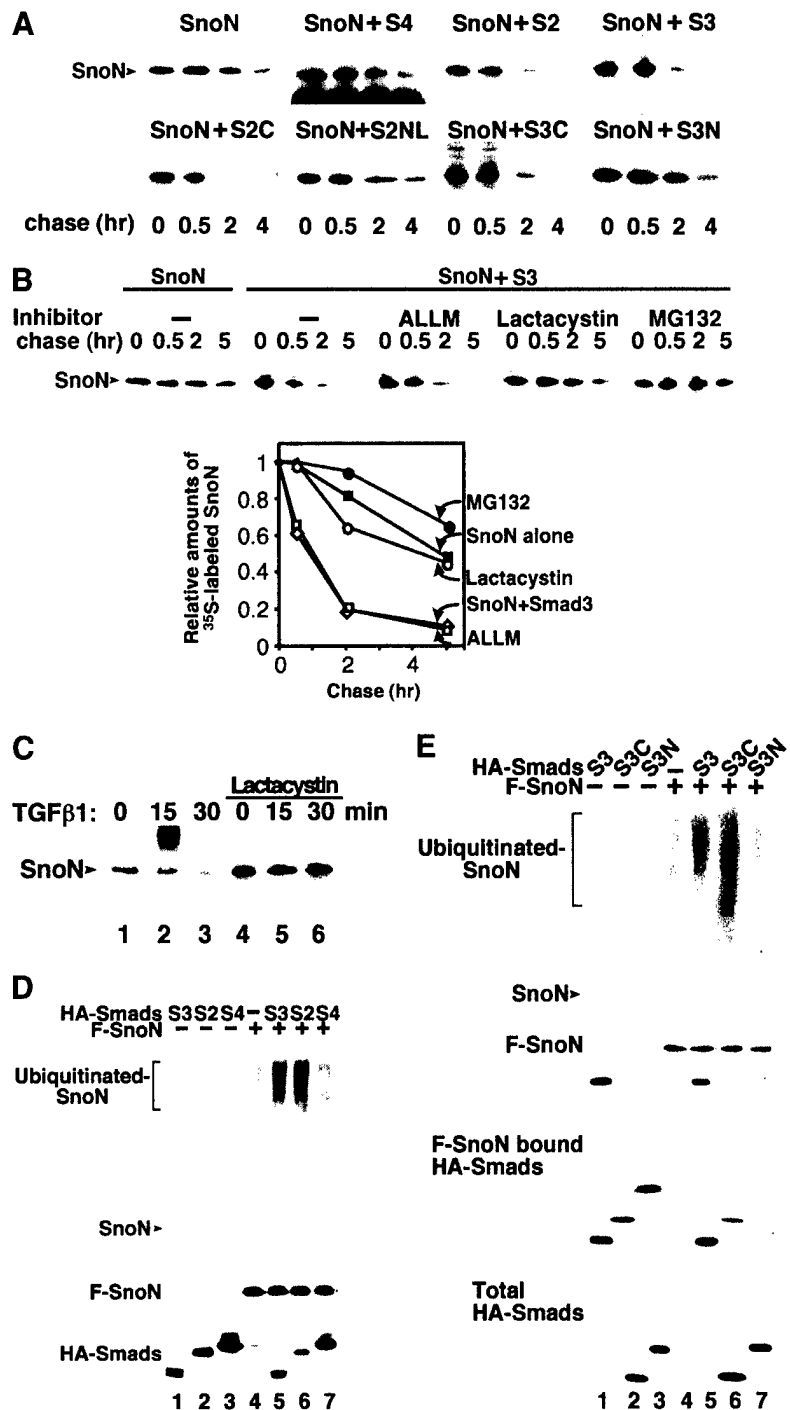 A
SnoN SnoN+S4 SnoN+S2 SnoN+S3
SnoN
SnoN+S2C SnoN+S2NL SnoN+S3C SnoN+S3N
chase (hr) 0 0.5 2 4 0 0.5 2 4 0 0.5 2 4 0 0.5 2 4
B
SnoN SnoN+S3
Inhibitor – – ALLM Lactacystin MG132
chase (hr) 0 0.5 2 5 0 0.5 2 5 0 0.5 2 5 0 0.5 2 5 0 0.5 2 5
SnoN
Relative amounts of
35S-labeled SnoN
1
0.8
0.6
0.4
0.2
0
MG132
SnoN alone
Lactacystin
SnoN+Smad3
ALLM
0 2 4
Chase (hr)
C
Lactacystin
TGFβ1: 0 15 30 0 15 30 min
SnoN
1 2 3 4 5 6
D
HA-Smads S3 S2 S4 – S3 S2 S4
F-SnoN – – – + + + +
Ubiquitinated-
SnoN
SnoN
F-SnoN
HA-Smads
1 2 3 4 5 6 7
E
HA-Smads S3 S3C S3N – S3 S3C S3N
F-SnoN – – – + + + +
Ubiquitinated-
SnoN
SnoN
F-SnoN
F-SnoN bound
HA-Smads
Total
HA-Smads
1 2 3 4 5 6 7